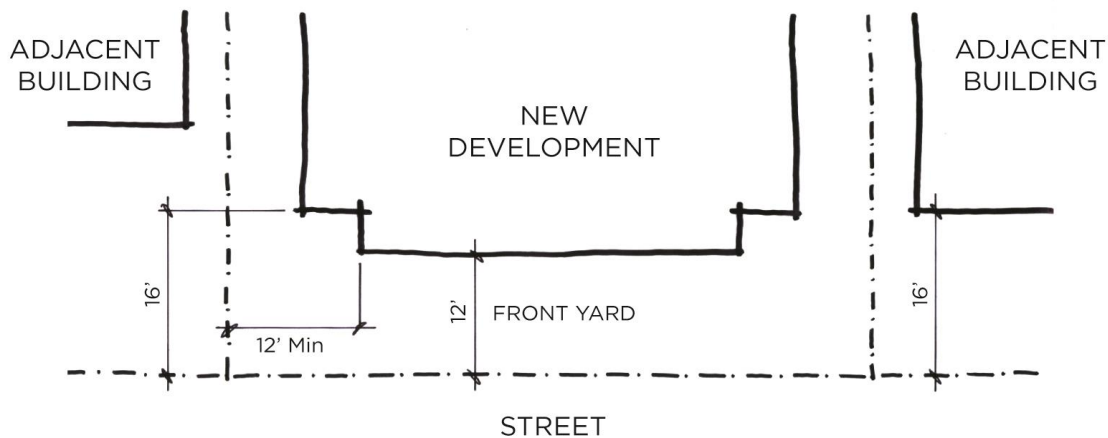 ADJACENT
BUILDING
NEW
DEVELOPMENT
ADJACENT
BUILDING
16'
12' Min
12'
FRONT YARD
16'
STREET